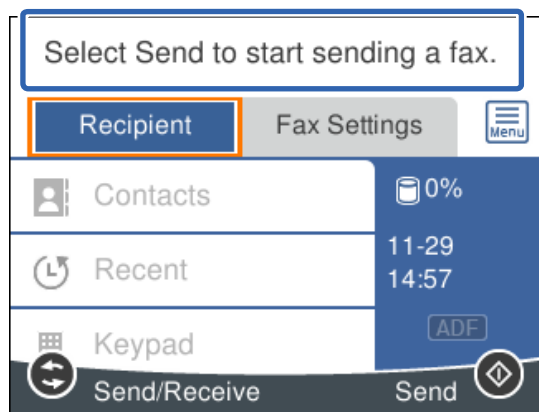 Select Send to start sending a fax.
Recipient
Fax Settings
Menu
Contacts
0%
Recent
11-29
14:57
Keypad
ADF
Send/Receive
Send